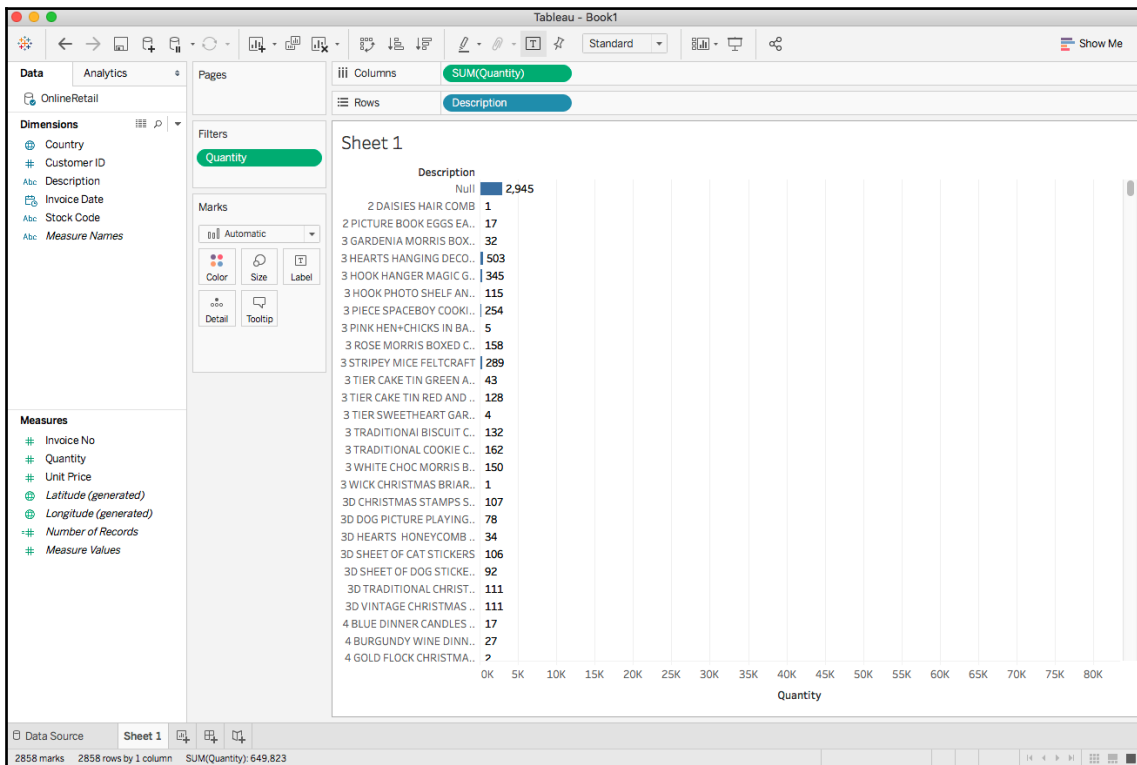 Tableau - Book1
Standard
Show Me
Data Analytics
OnlineRetail
Dimensions
Country
# Customer ID
Abc Description
Invoice Date
Abc Stock Code
Abc Measure Names
Measures
# Invoice No
# Quantity
# Unit Price
Latitude (generated)
Longitude (generated)
=# Number of Records
# Measure Values
Pages
Filters
Quantity
Marks
Automatic
Color Size Label
Detail Tooltip
iii Columns SUM(Quantity)
Rows Description
Sheet 1
Description
Null 2,945
2 DAISIES HAIR COMB 1
2 PICTURE BOOK EGGS EA.. 17
3 GARDENIA MORRIS BOX.. 32
3 HEARTS HANGING DECO.. 503
3 HOOK HANGER MAGIC G.. 345
3 HOOK PHOTO SHELF AN.. 115
3 PIECE SPACEBOY COOKI.. 254
3 PINK HEN+CHICKS IN BA.. 5
3 ROSE MORRIS BOXED C.. 158
3 STRIPEY MICE FELTCRAFT 289
3 TIER CAKE TIN GREEN A.. 43
3 TIER CAKE TIN RED AND .. 128
3 TIER SWEETHEART GAR.. 4
3 TRADITIONAl BISCUIT C.. 132
3 TRADITIONAL COOKIE C.. 162
3 WHITE CHOC MORRIS B.. 150
3 WICK CHRISTMAS BRIAR.. 1
3D CHRISTMAS STAMPS S.. 107
3D DOG PICTURE PLAYING.. 78
3D HEARTS HONEYCOMB .. 34
3D SHEET OF CAT STICKERS 106
3D SHEET OF DOG STICKE.. 92
3D TRADITIONAL CHRIST.. 111
3D VINTAGE CHRISTMAS .. 111
4 BLUE DINNER CANDLES .. 17
4 BURGUNDY WINE DINN.. 27
4 GOLD FLOCK CHRISTMA.. 2
0K 5K 10K 15K 20K 25K 30K 35K 40K 45K 50K 55K 60K 65K 70K 75K 80K
Quantity
Data Source Sheet 1
2858 marks 2858 rows by 1 column SUM(Quantity): 649,823